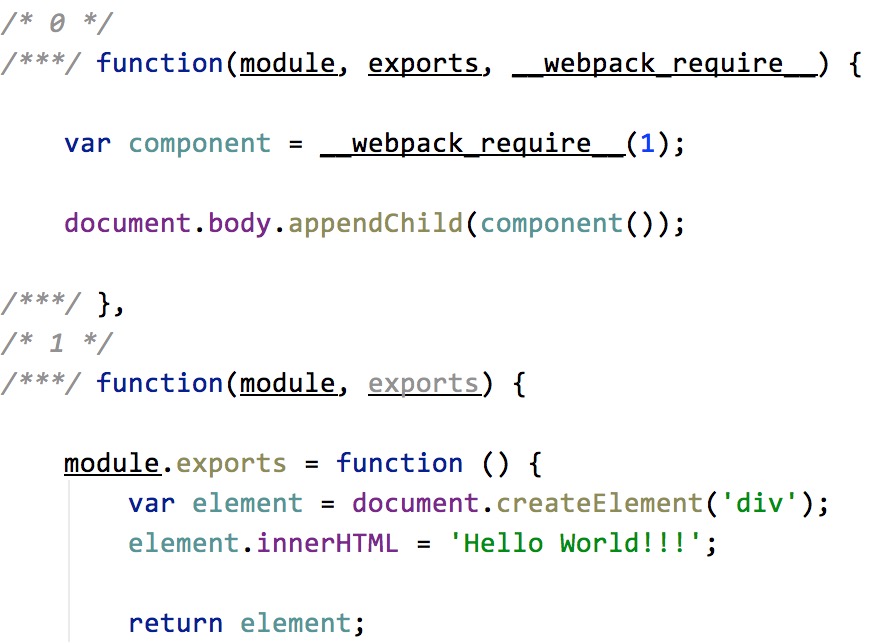 /* 0 */
/***/ function(module, exports, __webpack_require__) {
var component = __webpack_require__(1);
document.body.appendChild(component());
/***/ },
/* 1 */
/***/ function(module, exports) {
module.exports = function () {
var element = document.createElement('div');
element.innerHTML = 'Hello World!!!';
return element;